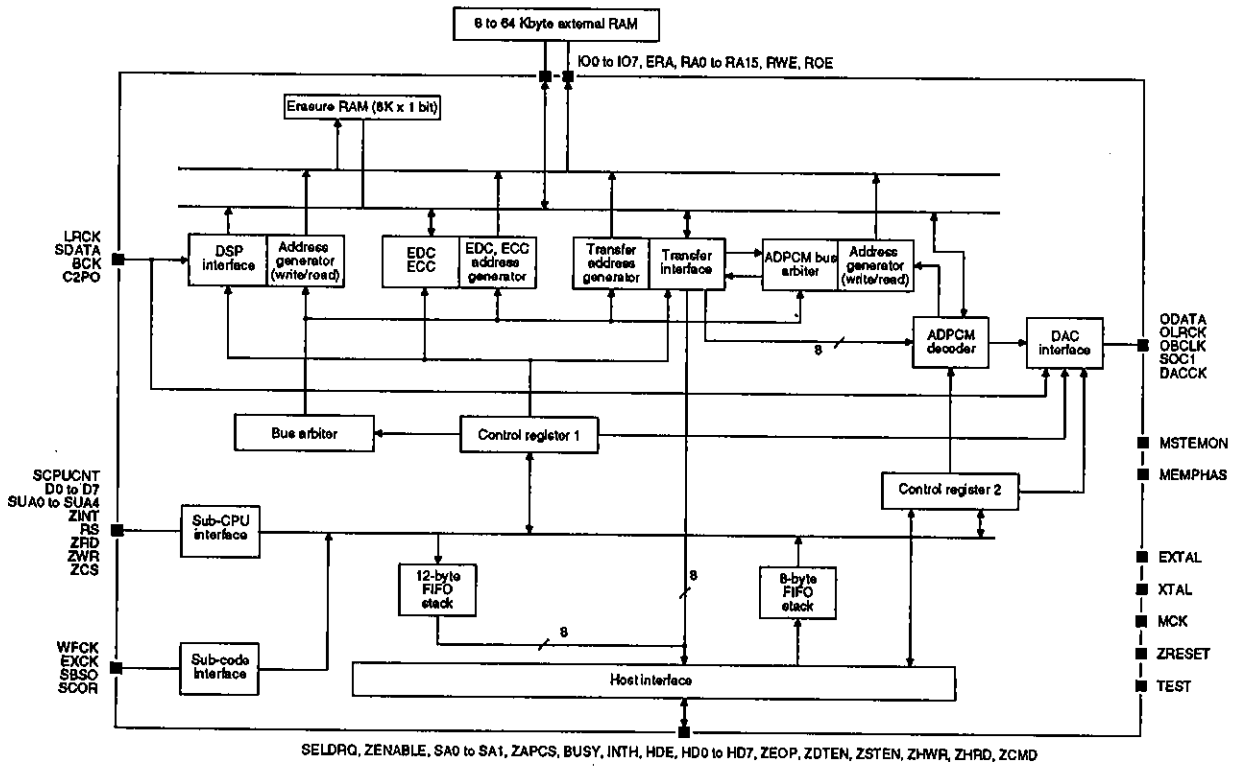 8 to 64 Kbyte external RAM
IO0 to IO7, ERA, RA0 to RA15, RWE, ROE
Erasure RAM (8K x 1 bit)
LRCK
SDATA
BCK
C2PO
DSP
interface
Address
generator
(write/read)
EDC
ECC
EDC, ECC
address
generator
Transfer
address
generator
Transfer
interface
ADPCM bus
arbiter
Address
generator
(write/read)
8
ADPCM
decoder
DAC
interface
ODATA
OLRCK
OBCLK
SOC1
DACCK
Bus arbiter
Control register 1
MSTEMON
MEMPHAS
Control register 2
SCPUCNT
D0 to D7
SUA0 to SUA4
ZINT
RS
ZRD
ZWR
ZCS
Sub-CPU
interface
12-byte
FIFO
stack
8
8-byte
FIFO
stack
EXTAL
XTAL
MCK
ZRESET
TEST
8
WFCK
EXCK
SBSO
SCOR
Sub-code
interface
Host interface
SELDRQ, ZENABLE, SA0 to SA1, ZAPCS, BUSY, INTH, HDE, HD0 to HD7, ZEOP, ZDTEN, ZSTEN, ZHWR, ZHRD, ZCMD